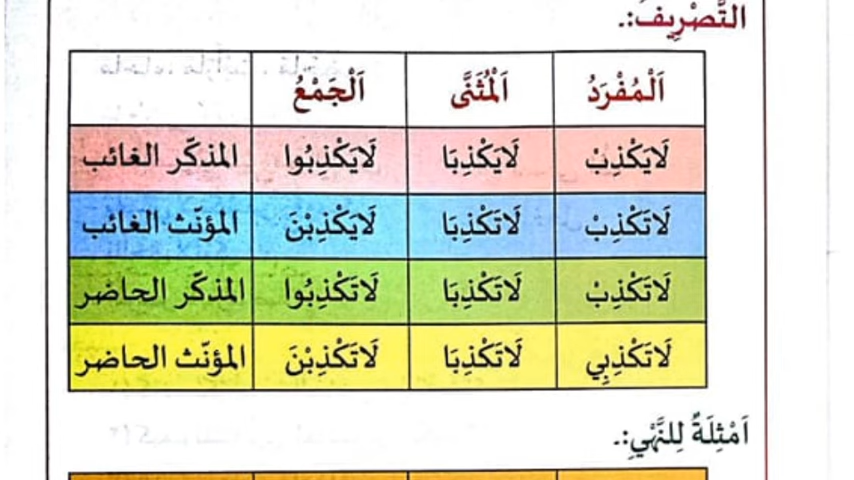 التَّصْرِيفُ:.
اَلْمُفْرَدُ اَلْمُثَنَّى اَلْجَمْعُ
لَايَكْذِبْ لَايَكْذِبَا لَايَكْذِبُوا المذكّر الغائب
لَاتَكْذِبْ لَاتَكْذِبَا لَايَكْذِبْنَ المؤنّث الغائب
لَاتَكْذِبْ لَاتَكْذِبَا لَاتَكْذِبُوا المذكّر الحاضر
لَاتَكْذِبِي لَاتَكْذِبَا لَاتَكْذِبْنَ المؤنّث الحاضر
اَمْثِلَةٌ لِلنَّهْيِ:.